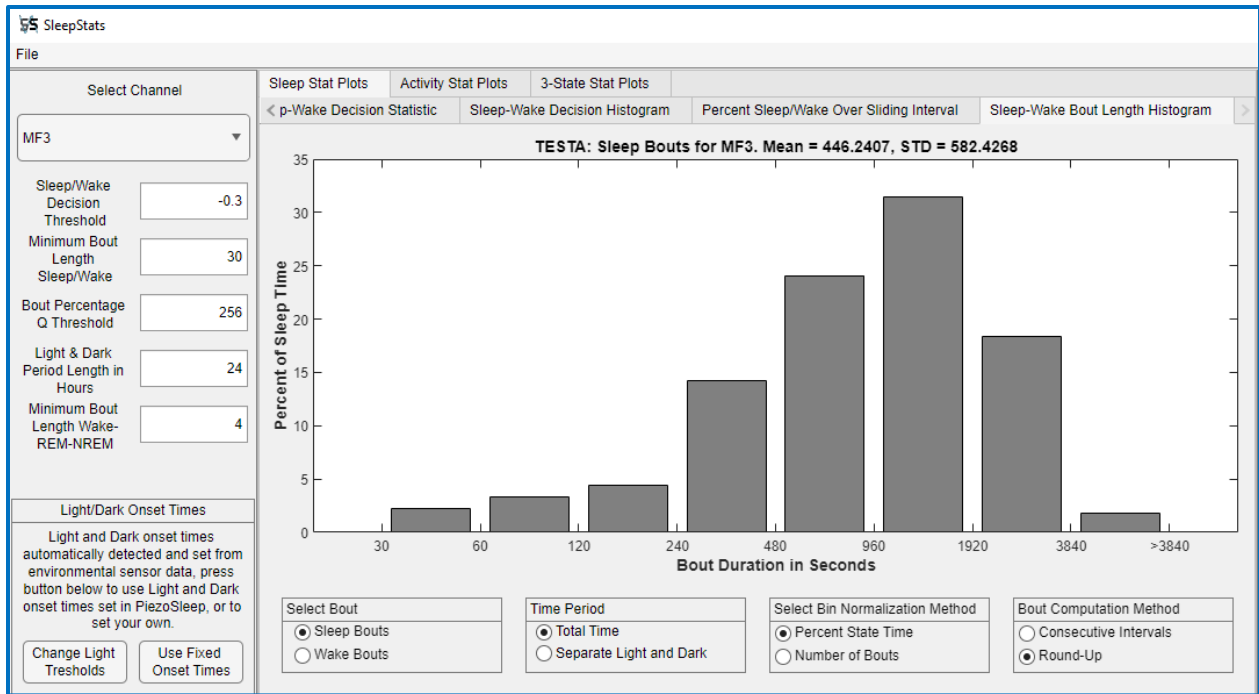 SleepStats
File
Select Channel
MF3
Sleep/Wake
Decision
Threshold
-0.3
Minimum Bout
Length
Sleep/Wake
30
Bout Percentage
Q Threshold
256
Light & Dark
Period Length in
Hours
24
Minimum Bout
Length Wake-
REM-NREM
4
Light/Dark Onset Times
Light and Dark onset times
automatically detected and set from
environmental sensor data, press
button below to use Light and Dark
onset times set in PiezoSleep, or to
set your own.
Change Light
Tresholds
Use Fixed
Onset Times
Sleep Stat Plots
Activity Stat Plots
3-State Stat Plots
< p-Wake Decision Statistic
Sleep-Wake Decision Histogram
Percent Sleep/Wake Over Sliding Interval
Sleep-Wake Bout Length Histogram
>
TESTA: Sleep Bouts for MF3. Mean = 446.2407, STD = 582.4268
Percent of Sleep Time
35
30
25
20
15
10
5
0
30 60 120 240 480 960 1920 3840 >3840
Bout Duration in Seconds
Select Bout
Sleep Bouts
Wake Bouts
Time Period
Total Time
Separate Light and Dark
Select Bin Normalization Method
Percent State Time
Number of Bouts
Bout Computation Method
Consecutive Intervals
Round-Up